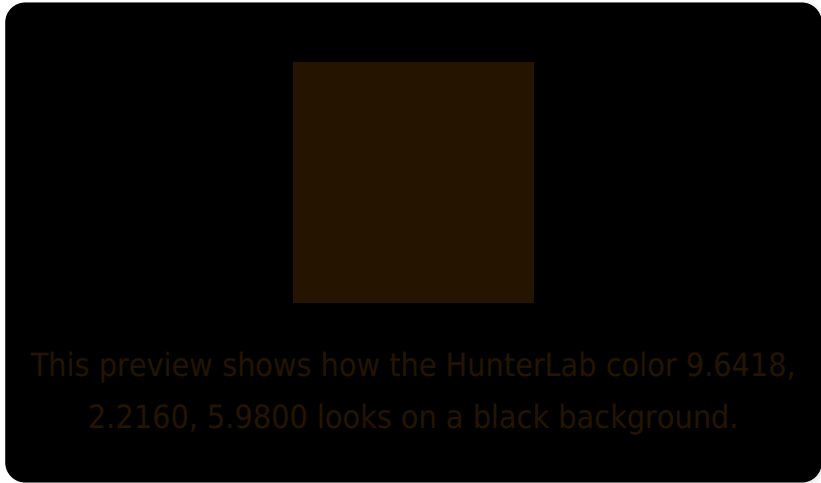 This preview shows how the HunterLab color 9.6418,
2.2160, 5.9800 looks on a black background.